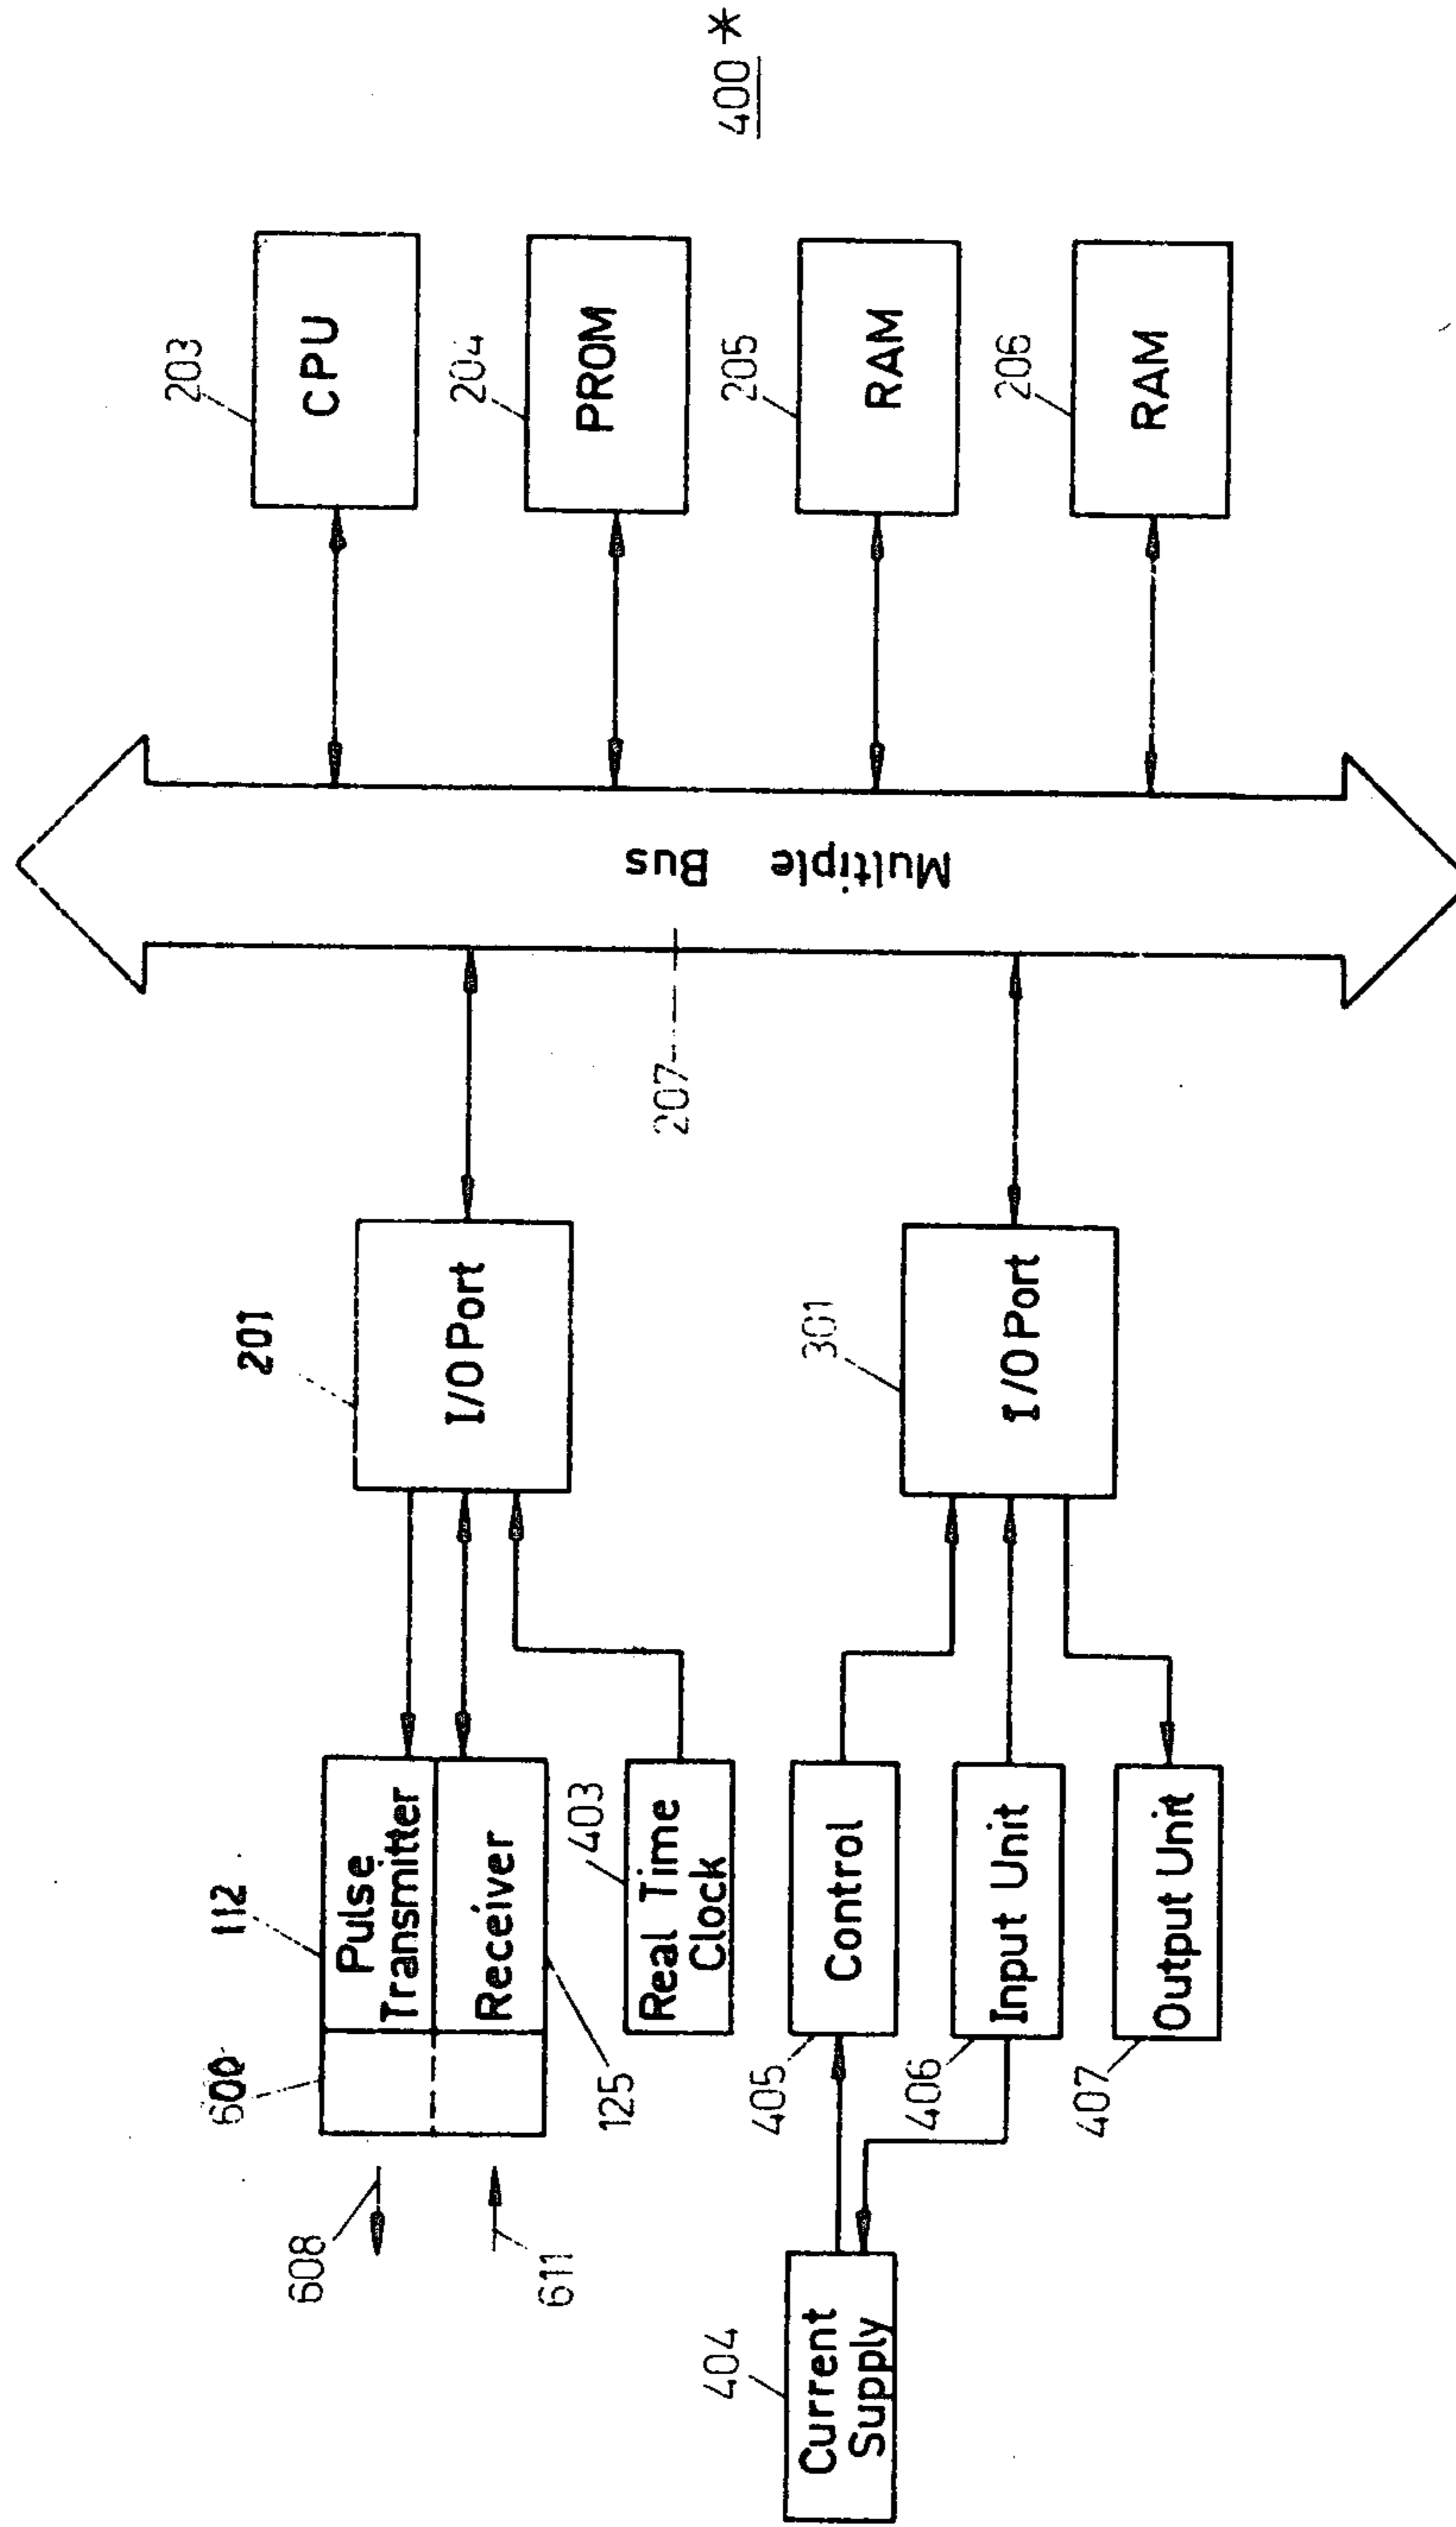 400*
203
CPU
204
PROM
205
RAM
206
RAM
Multiple Bus
207
201
I/O Port
301
I/O Port
112
Pulse
Transmitter
Receiver
600
125
608
611
403
Real Time
Clock
405
Control
406
Input Unit
407
Output Unit
404
Current
Supply